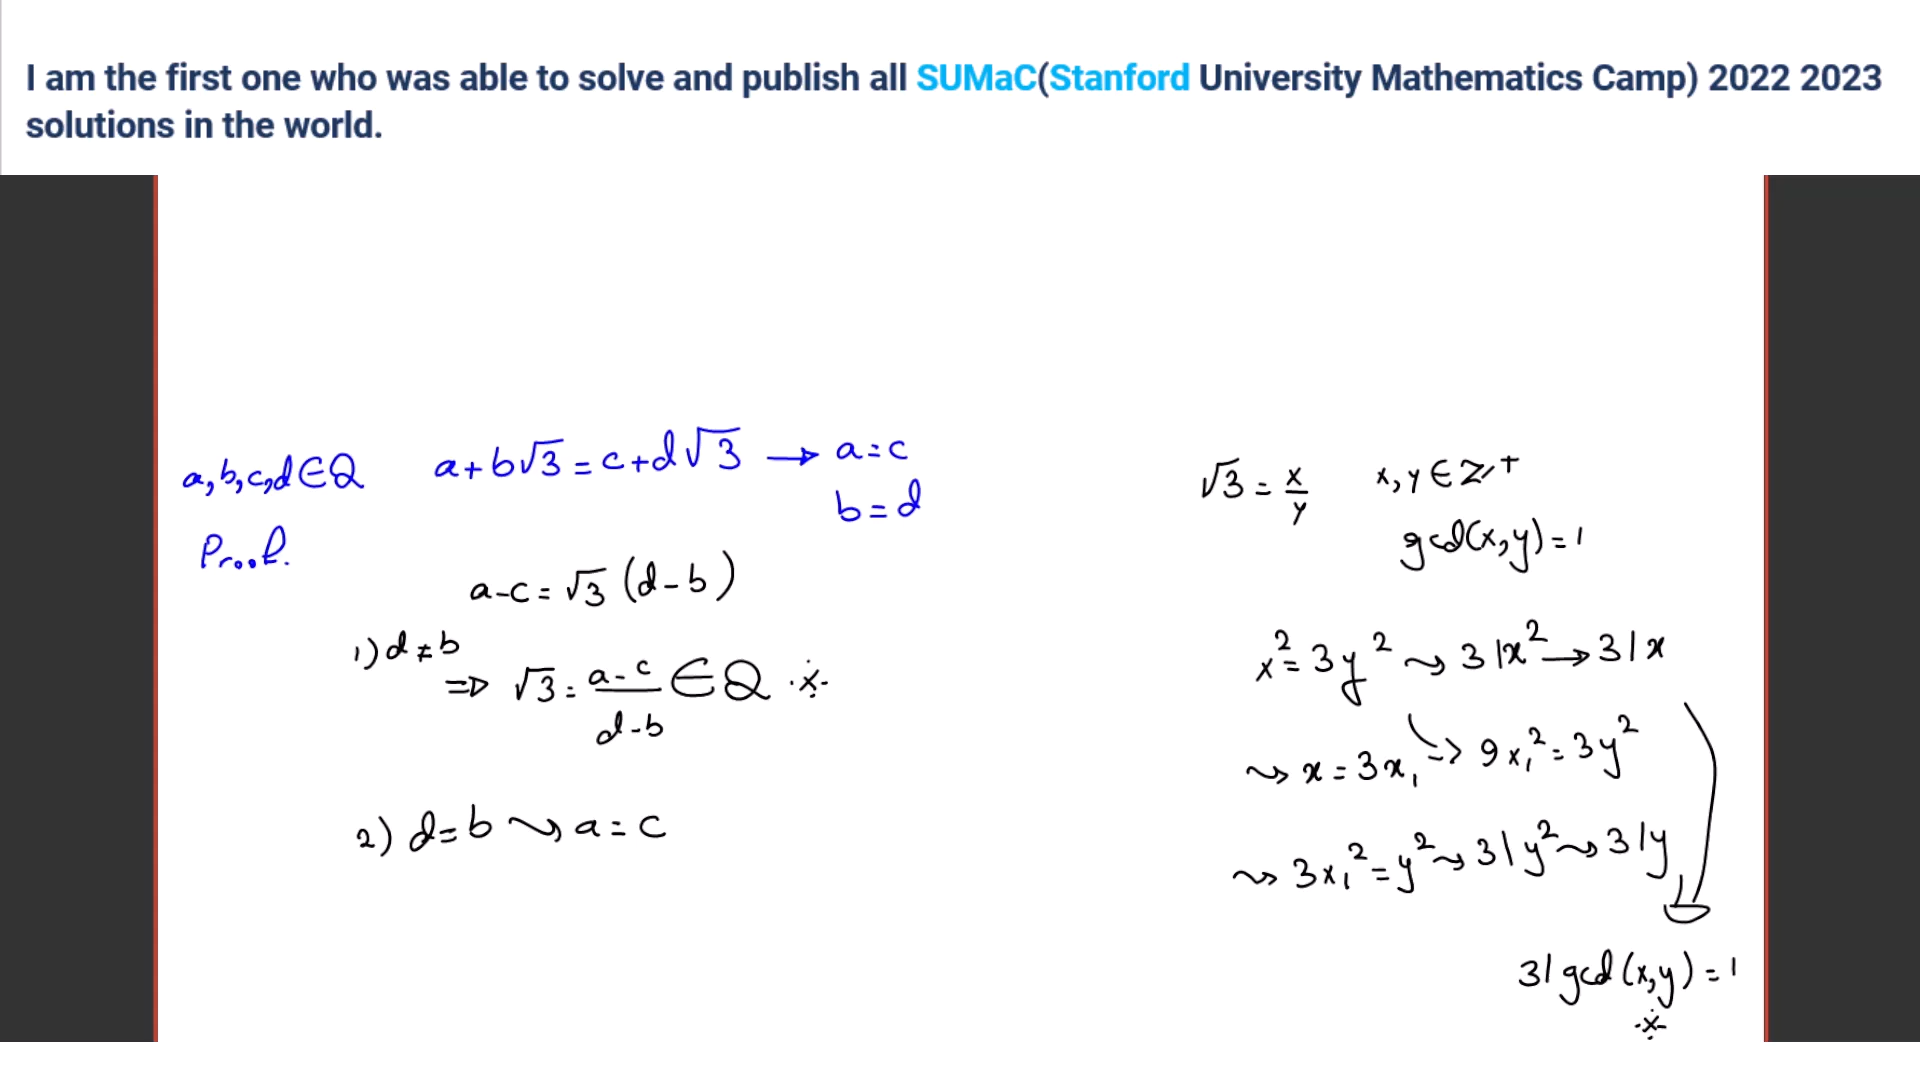 I am the first one who was able to solve and publish all SUMaC(Stanford University Mathematics Camp) 2022 2023
solutions in the world.
a,b,c,d∈Q a+b√3=c+d√3 → a=c
b=d
Proof.
a-c=√3(d-b)
1) d≠b
=> √3=(a-c)/(d-b) ∈Q ※
2) d=b ⇝ a=c
√3=x/y x,y∈Z⁺
gcd(x,y)=1
x²=3y² ⇝ 3|x² → 3|x
⇝ x=3x₁ => 9x₁²=3y²
⇝ 3x₁²=y² ⇝ 3|y² ⇝ 3|y
3|gcd(x,y)=1
※